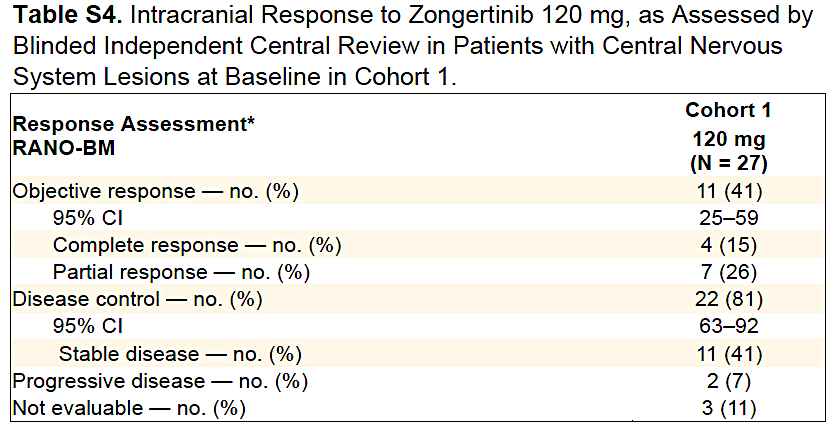 Table S4. Intracranial Response to Zongertinib 120 mg, as Assessed by
Blinded Independent Central Review in Patients with Central Nervous
System Lesions at Baseline in Cohort 1.
Response Assessment*
RANO-BM
Cohort 1
120 mg
(N = 27)
Objective response — no. (%) 11 (41)
95% CI 25–59
Complete response — no. (%) 4 (15)
Partial response — no. (%) 7 (26)
Disease control — no. (%) 22 (81)
95% CI 63–92
Stable disease — no. (%) 11 (41)
Progressive disease — no. (%) 2 (7)
Not evaluable — no. (%) 3 (11)